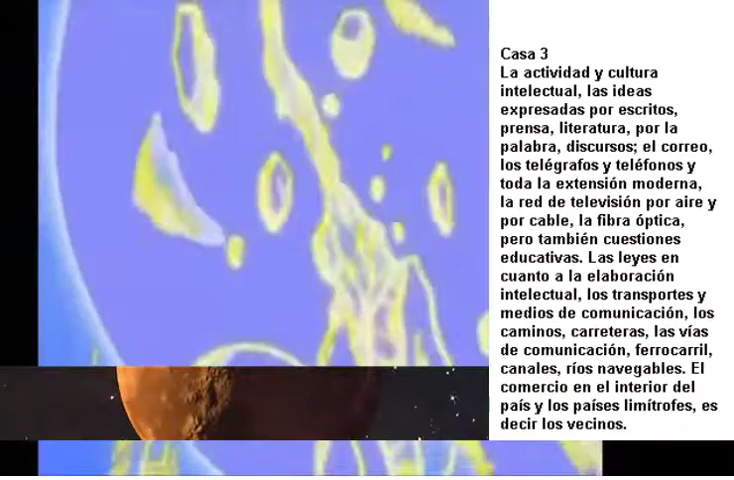 Casa 3
La actividad y cultura
intelectual, las ideas
expresadas por escritos,
prensa, literatura, por la
palabra, discursos; el correo,
los telégrafos y teléfonos y
toda la extensión moderna,
la red de televisión por aire y
por cable, la fibra óptica,
pero también cuestiones
educativas. Las leyes en
cuanto a la elaboración
intelectual, los transportes y
medios de comunicación, los
caminos, carreteras, las vías
de comunicación, ferrocarril,
canales, ríos navegables. El
comercio en el interior del
país y los países limítrofes, es
decir los vecinos.